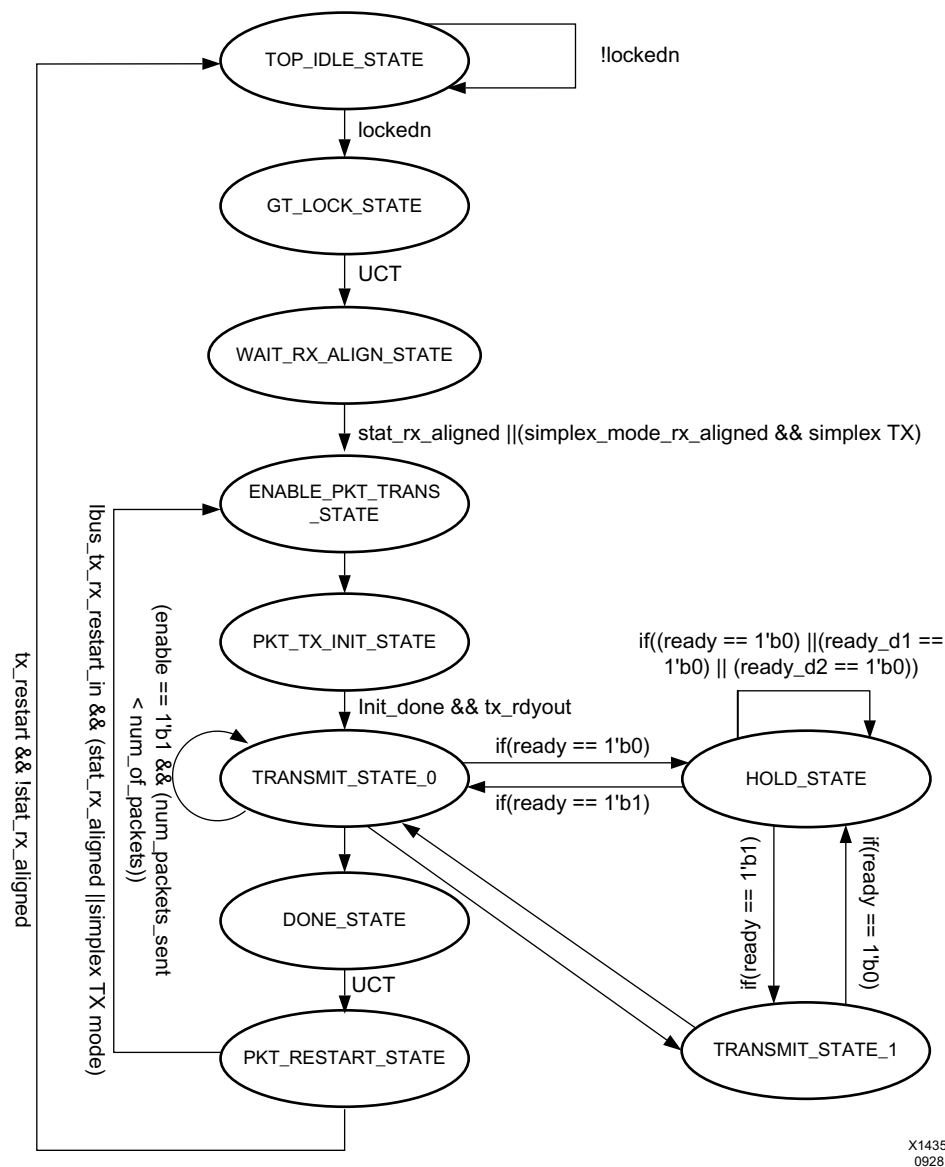 TOP_IDLE_STATE
!lockedn
lockedn
GT_LOCK_STATE
UCT
WAIT_RX_ALIGN_STATE
stat_rx_aligned ||(simplex_mode_rx_aligned && simplex TX)
ENABLE_PKT_TRANS
_STATE
PKT_TX_INIT_STATE
Init_done && tx_rdyout
TRANSMIT_STATE_0
(enable == 1'b1 && (num_packets_sent
< num_of_packets))
lbus_tx_rx_restart_in && (stat_rx_aligned ||simplex TX mode)
tx_restart && !stat_rx_aligned
if(ready == 1'b0)
if(ready == 1'b1)
if((ready == 1'b0) ||(ready_d1 ==
1'b0) || (ready_d2 == 1'b0))
HOLD_STATE
if(ready == 1'b1)
if(ready == 1'b0)
DONE_STATE
UCT
PKT_RESTART_STATE
TRANSMIT_STATE_1
X1435
0928